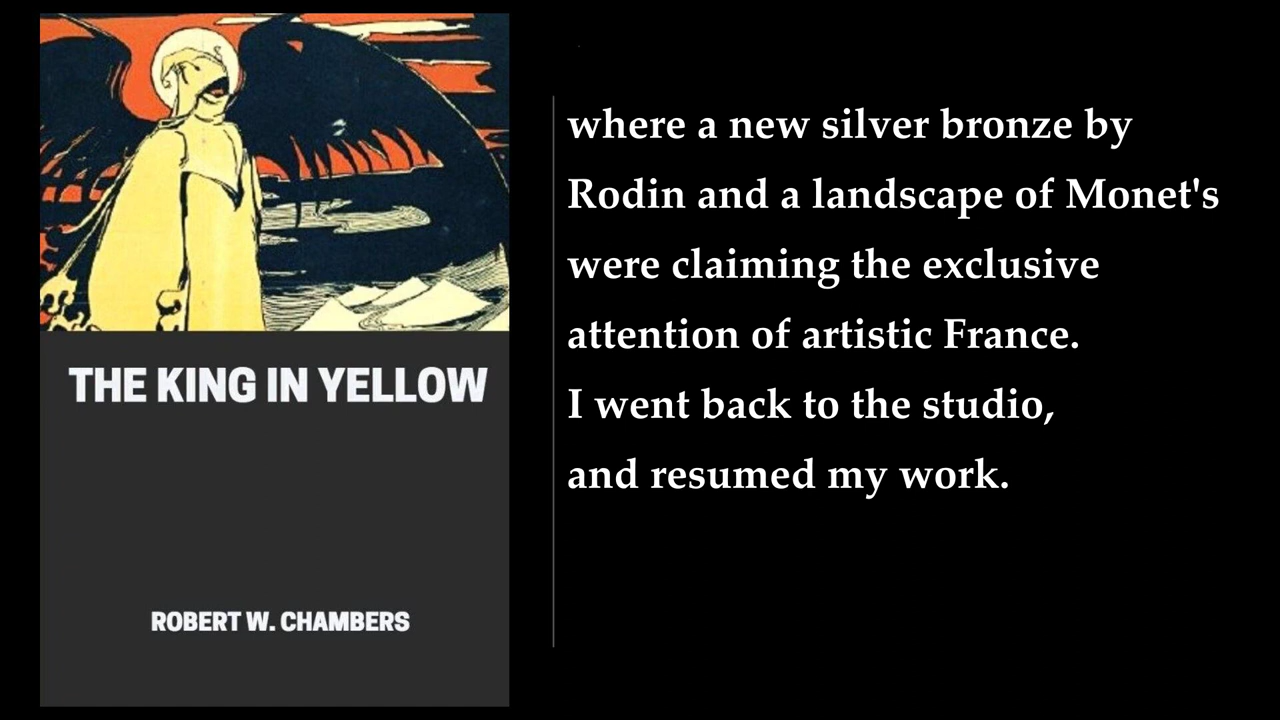 THE KING IN YELLOW
ROBERT W. CHAMBERS
where a new silver bronze by
Rodin and a landscape of Monet's
were claiming the exclusive
attention of artistic France.
I went back to the studio,
and resumed my work.